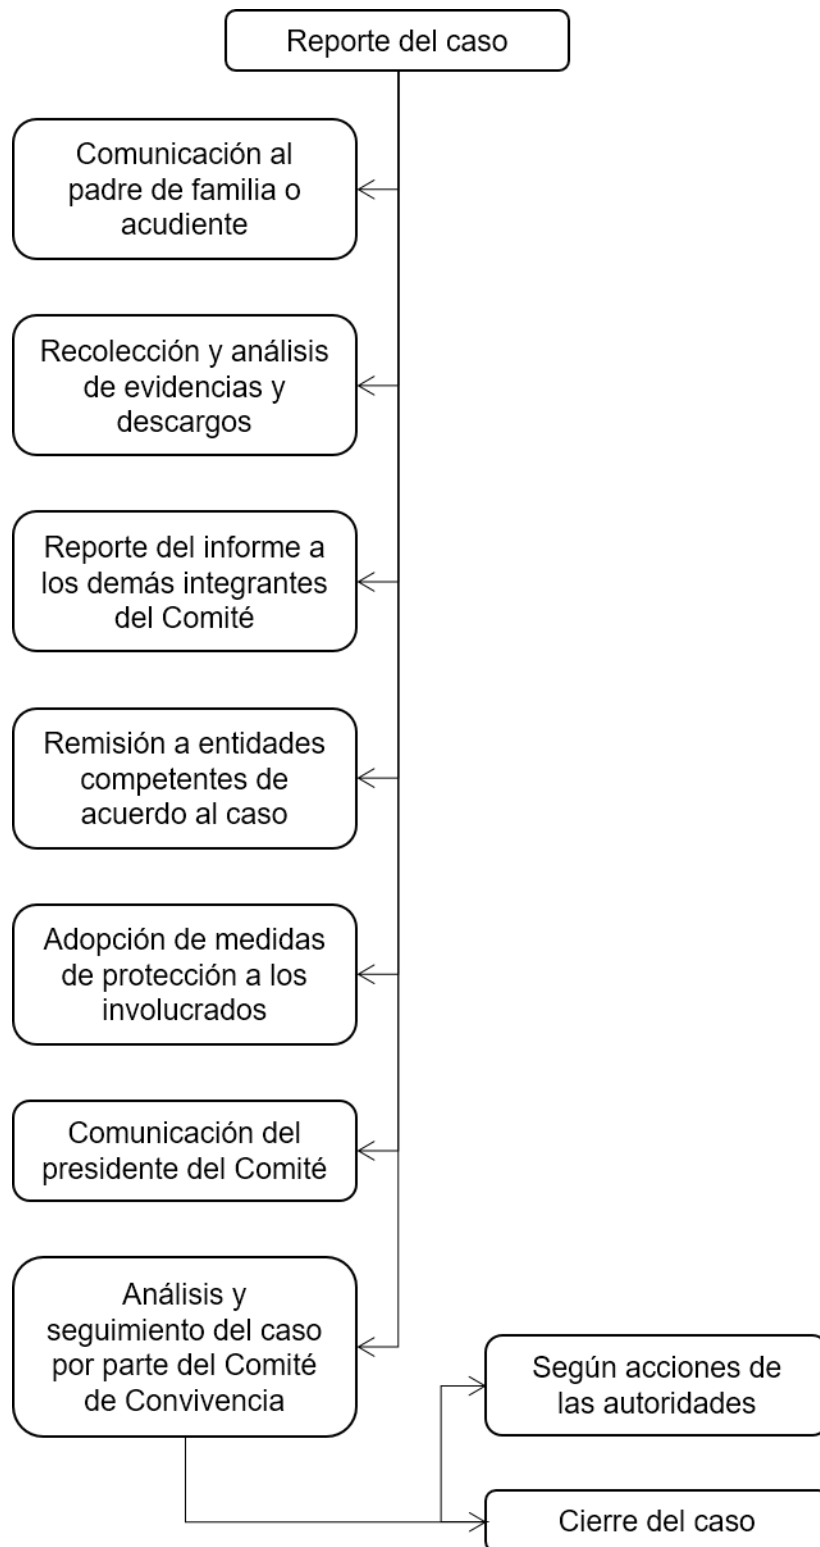 Reporte del caso
Comunicación al
padre de familia o
acudiente
Recolección y análisis
de evidencias y
descargos
Reporte del informe a
los demás integrantes
del Comité
Remisión a entidades
competentes de
acuerdo al caso
Adopción de medidas
de protección a los
involucrados
Comunicación del
presidente del Comité
Análisis y
seguimiento del caso
por parte del Comité
de Convivencia
Según acciones de
las autoridades
Cierre del caso